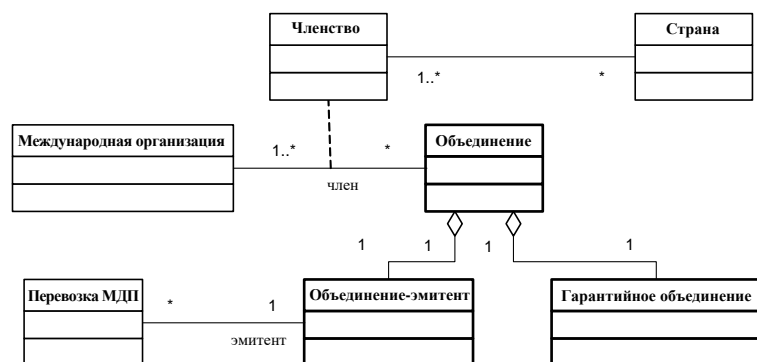 Членство
Страна
1..*
*
Международная организация
Объединение
1..*
*
член
1
1
1
1
Перевозка МДП
Объединение-эмитент
Гарантийное объединение
*
1
эмитент